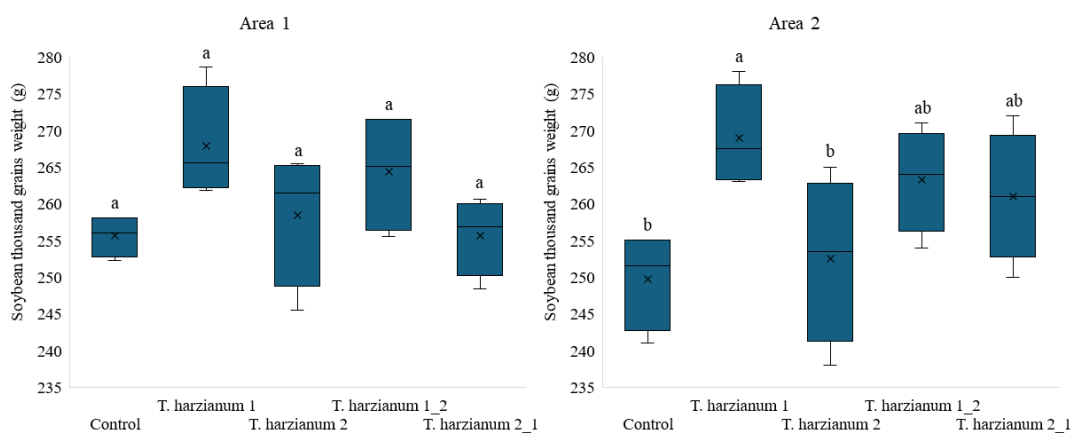 Area 1
Soybean thousand grains weight (g)
280
275
270
265
260
255
250
245
240
235
a
a
a
a
a
T. harzianum 1
T. harzianum 1_2
Control
T. harzianum 2
T. harzianum 2_1
Area 2
Soybean thousand grains weight (g)
280
275
270
265
260
255
250
245
240
235
b
a
b
ab
ab
T. harzianum 1
T. harzianum 1_2
Control
T. harzianum 2
T. harzianum 2_1